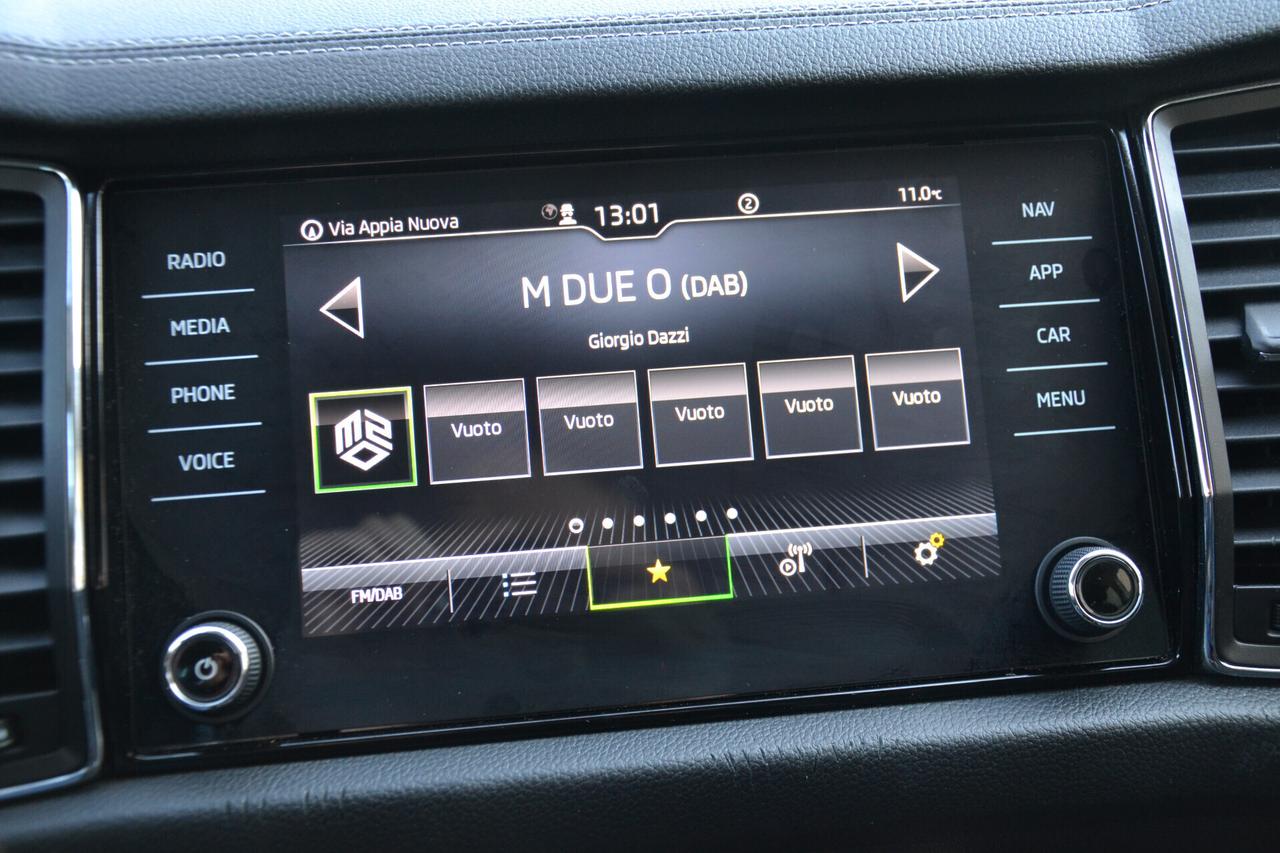 Via Appia Nuova
13:01
2
11.0°C
RADIO
MEDIA
PHONE
VOICE
M DUE O (DAB)
Giorgio Dazzi
M2O
Vuoto
Vuoto
Vuoto
Vuoto
Vuoto
FM/DAB
NAV
APP
CAR
MENU